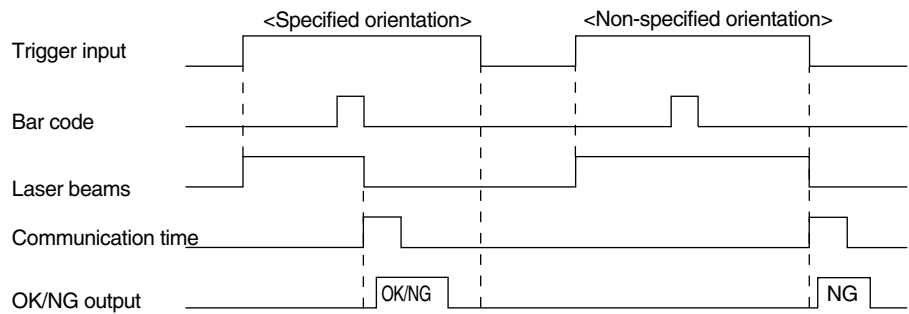 <Specified orientation> <Non-specified orientation>
Trigger input
Bar code
Laser beams
Communication time
OK/NG output OK/NG NG